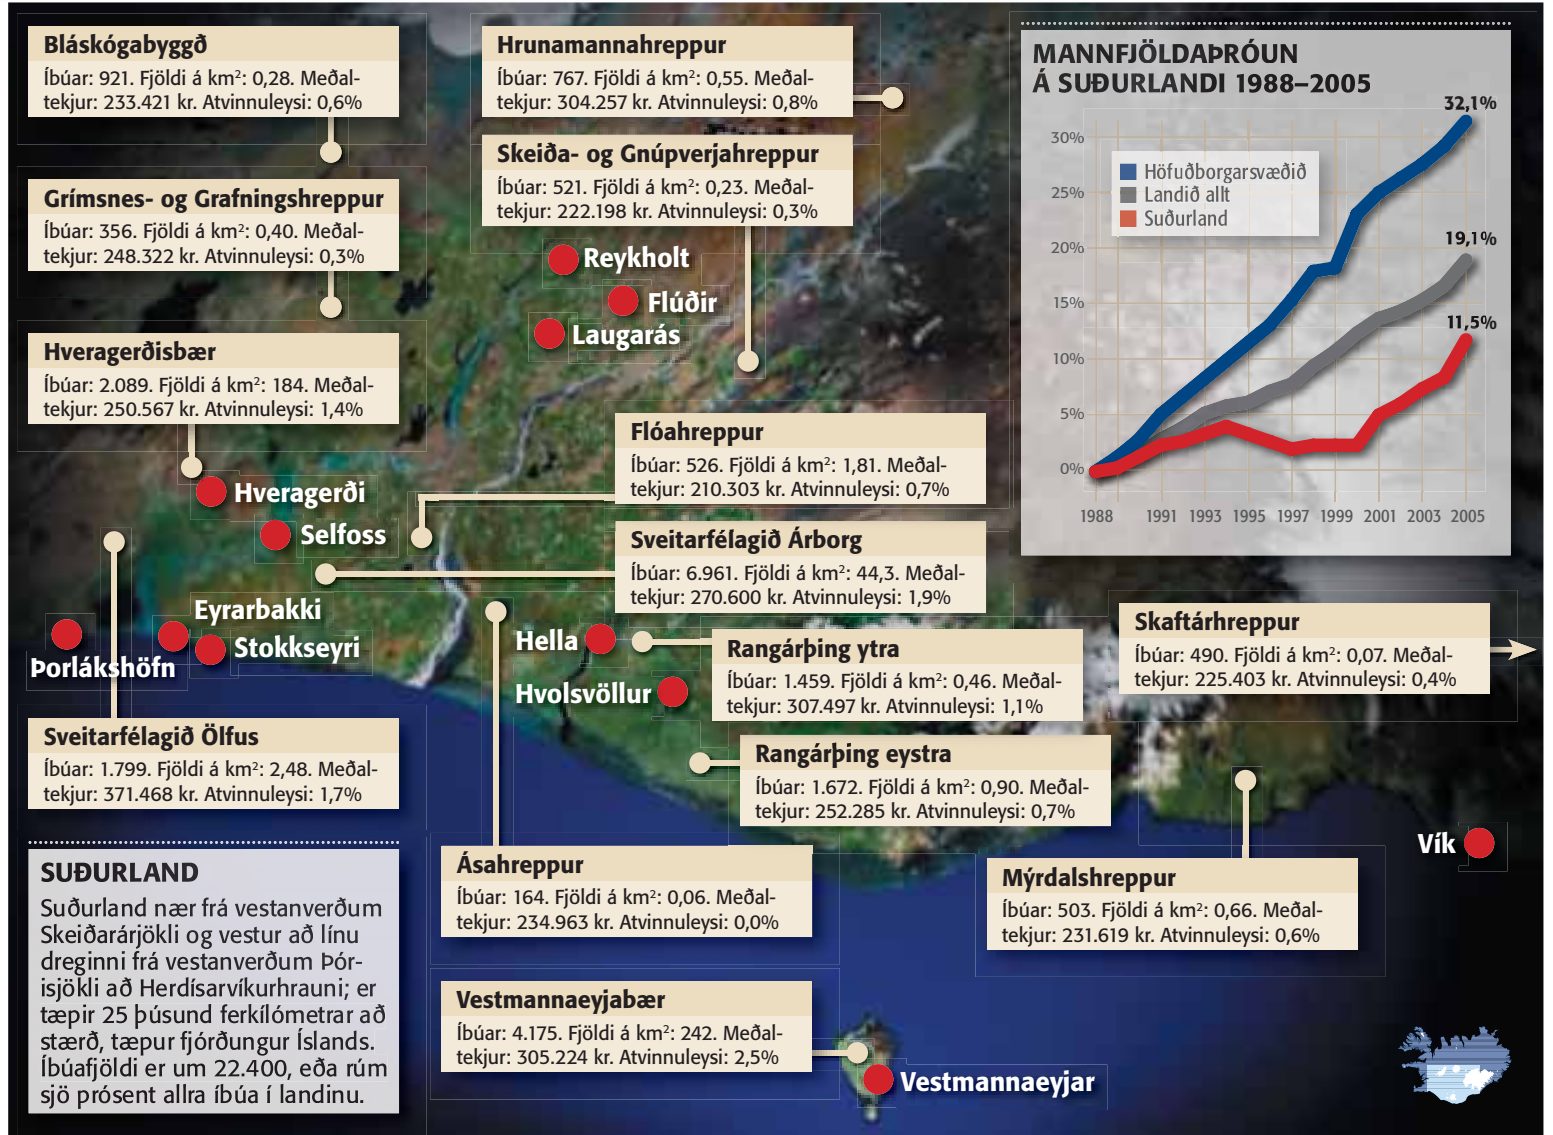 Bláskógabyggð
Íbúar: 921. Fjöldi á km²: 0,28. Meðal-
tekjur: 233.421 kr. Atvinnuleysi: 0,6%
Grímsnes- og Grafningshreppur
Íbúar: 356. Fjöldi á km²: 0,40. Meðal-
tekjur: 248.322 kr. Atvinnuleysi: 0,3%
Hveragerðisbær
Íbúar: 2.089. Fjöldi á km²: 184. Meðal-
tekjur: 250.567 kr. Atvinnuleysi: 1,4%
Hrunamannahreppur
Íbúar: 767. Fjöldi á km²: 0,55. Meðal-
tekjur: 304.257 kr. Atvinnuleysi: 0,8%
Skeiða- og Gnúpverjahreppur
Íbúar: 521. Fjöldi á km²: 0,23. Meðal-
tekjur: 222.198 kr. Atvinnuleysi: 0,3%
Reykholt
Flúðir
Laugarás
MANNFJÖLDAÞRÓUN
Á SUÐURLANDI 1988–2005
32,1%
30%
Höfuðborgarsvæðið
25%
Landið allt
Suðurland
20%
19,1%
15%
11,5%
10%
5%
0%
1988 1991 1993 1995 1997 1999 2001 2003 2005
Flóahreppur
Íbúar: 526. Fjöldi á km²: 1,81. Meðal-
tekjur: 210.303 kr. Atvinnuleysi: 0,7%
Hveragerði
Selfoss
Sveitarfélagið Árborg
Íbúar: 6.961. Fjöldi á km²: 44,3. Meðal-
tekjur: 270.600 kr. Atvinnuleysi: 1,9%
Eyrarbakki
Stokkseyri
Þorlákshöfn
Hella
Hvolsvöllur
Rangárþing ytra
Íbúar: 1.459. Fjöldi á km²: 0,46. Meðal-
tekjur: 307.497 kr. Atvinnuleysi: 1,1%
Skaftárhreppur
Íbúar: 490. Fjöldi á km²: 0,07. Meðal-
tekjur: 225.403 kr. Atvinnuleysi: 0,4%
Sveitarfélagið Ölfus
Íbúar: 1.799. Fjöldi á km²: 2,48. Meðal-
tekjur: 371.468 kr. Atvinnuleysi: 1,7%
Rangárþing eystra
Íbúar: 1.672. Fjöldi á km²: 0,90. Meðal-
tekjur: 252.285 kr. Atvinnuleysi: 0,7%
Vík
Ásahreppur
Íbúar: 164. Fjöldi á km²: 0,06. Meðal-
tekjur: 234.963 kr. Atvinnuleysi: 0,0%
Mýrdalshreppur
Íbúar: 503. Fjöldi á km²: 0,66. Meðal-
tekjur: 231.619 kr. Atvinnuleysi: 0,6%
SUÐURLAND
Suðurland nær frá vestanverðum
Skeiðarárjökli og vestur að línu
dreginni frá vestanverðum Þór-
isjökli að Herdísarvíkurhrauni; er
tæpir 25 þúsund ferkílómetrar að
stærð, tæpur fjórðungur Íslands.
Íbúafjöldi er um 22.400, eða rúm
sjö prósent allra íbúa í landinu.
Vestmannaeyjabær
Íbúar: 4.175. Fjöldi á km²: 242. Meðal-
tekjur: 305.224 kr. Atvinnuleysi: 2,5%
Vestmannaeyjar